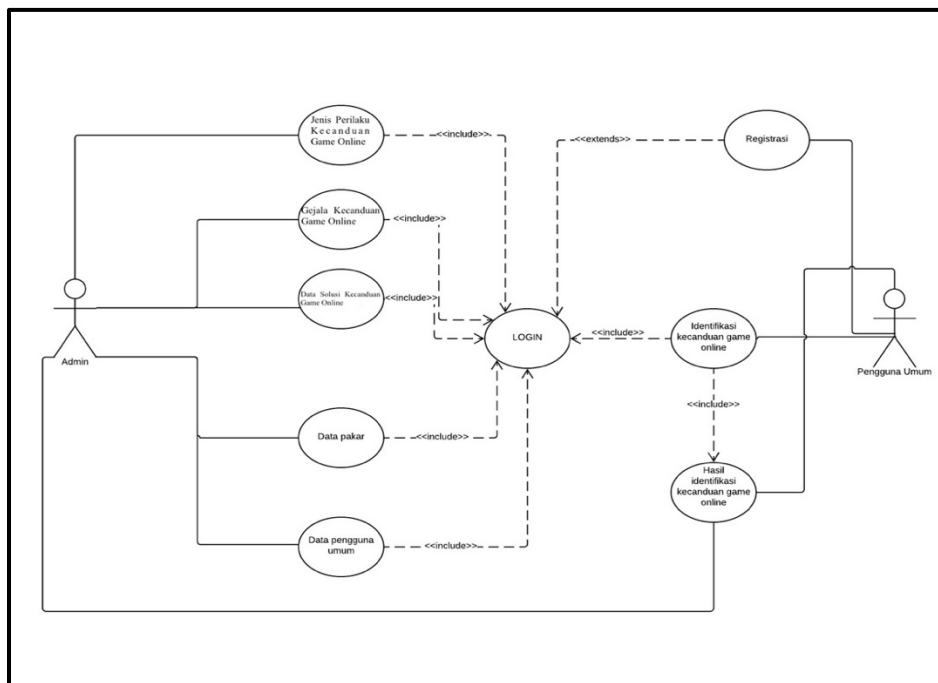 Jenis Perilaku
Kecanduan
Game Online
<<include>>
<<extends>>
Registrasi
Gejala Kecanduan
Game Online
<<include>>
Data Solusi Kecanduan
Game Online
<<include>>
LOGIN
<<include>>
Identifikasi
kecanduan game
online
Admin
Pengguna Umum
<<include>>
Data pakar
<<include>>
Hasil
identifikasi
kecanduan game
online
Data pengguna
umum
<<include>>